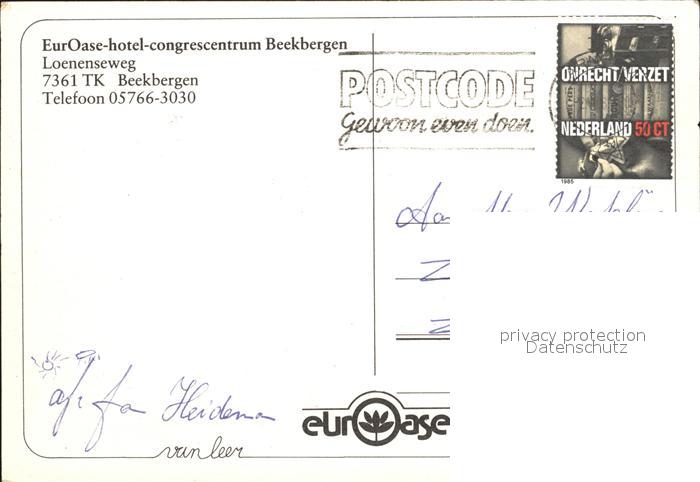 EurOase-hotel-congrescentrum Beekbergen
Loenenseweg
7361 TK Beekbergen
Telefoon 05766-3030
POSTCODE
Gewoon even doen.
ONRECHT/VERZET
NEDERLAND 50 CT
1985
privacy protection
Datenschutz
Heidema
van leer
eurOase